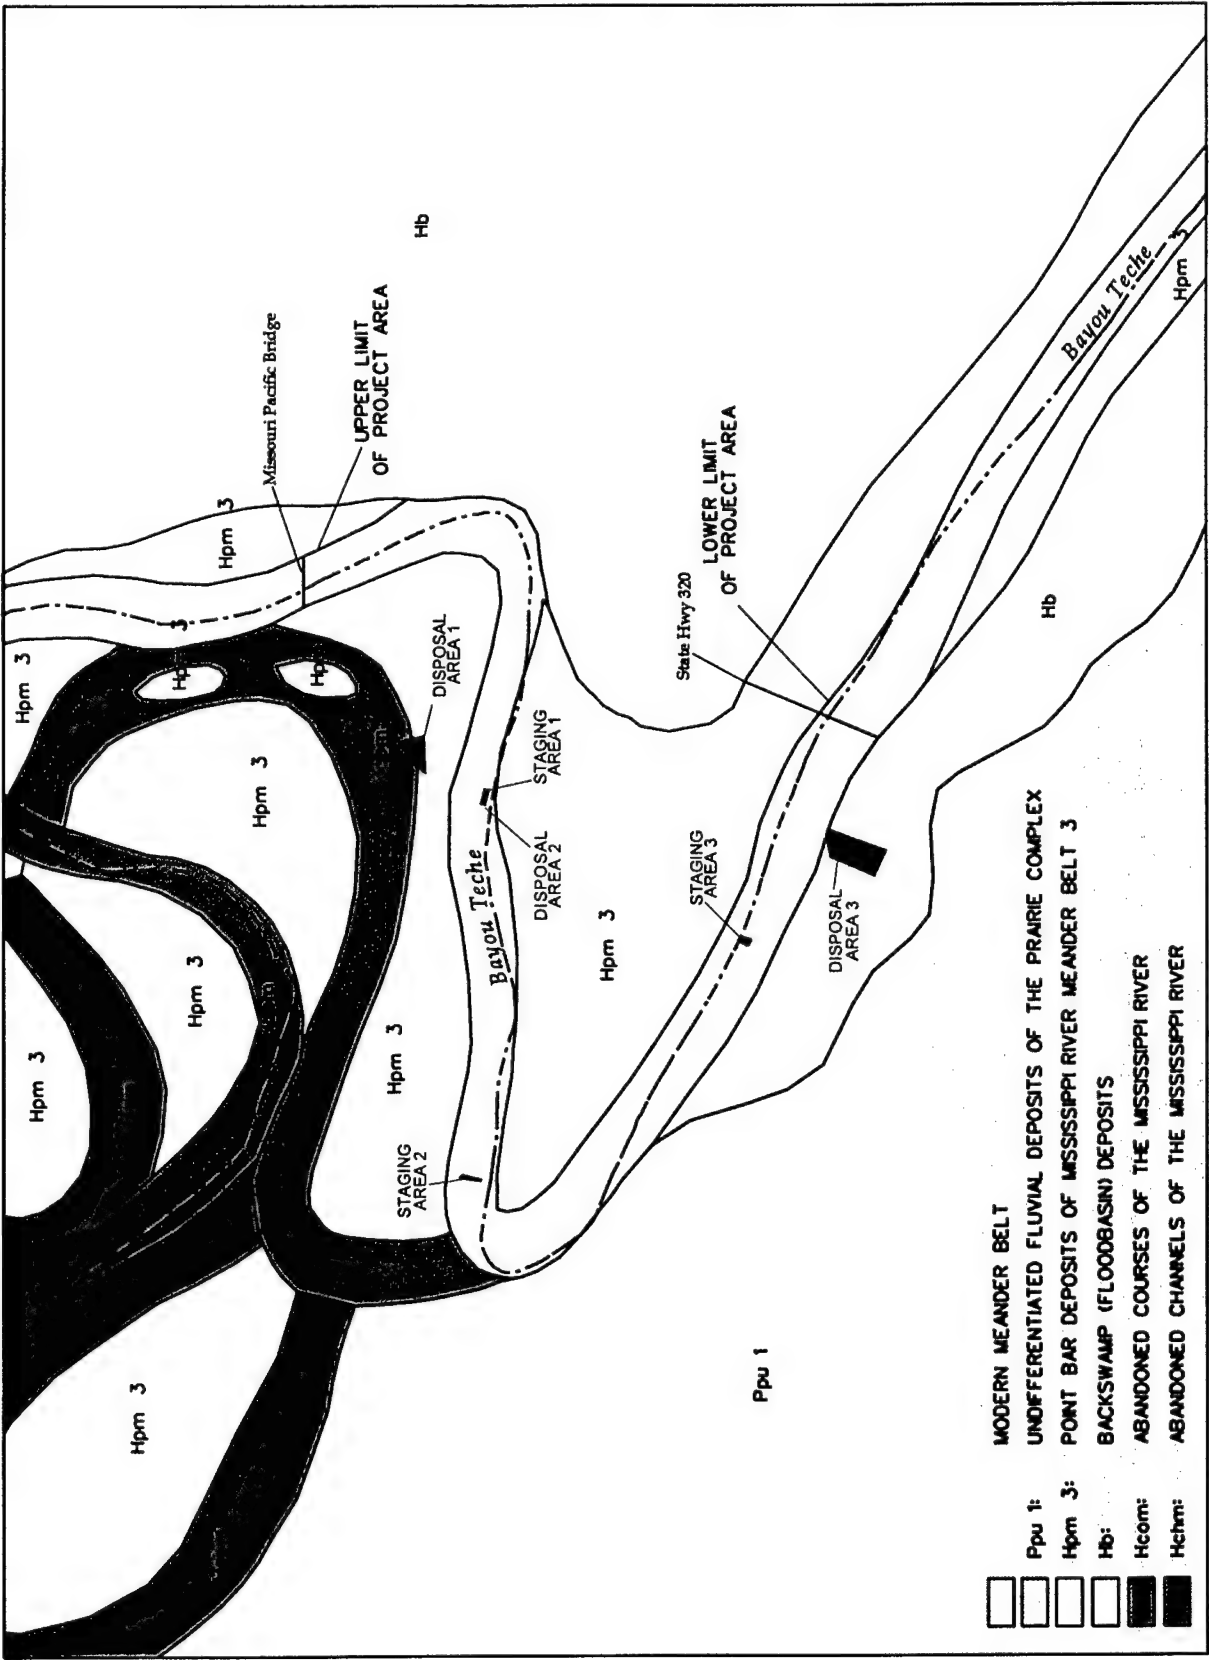 Hpm 3
Hpm 3
Hpm 3
Hpm 3
Hpm 3
Hpm 3
Hpm 3
Missouri Pacific Bridge
UPPER LIMIT
OF PROJECT AREA
Hb
DISPOSAL
AREA 1
STAGING
AREA 1
DISPOSAL
AREA 2
Bayou Teche
STAGING
AREA 2
Hpm 3
State Hwy 320
LOWER LIMIT
OF PROJECT AREA
STAGING
AREA 3
DISPOSAL
AREA 3
Hb
Bayou Teche
Hpm 3
Ppu 1
MODERN MEANDER BELT
Ppu 1: UNDIFFERENTIATED FLUVIAL DEPOSITS OF THE PRAIRIE COMPLEX
Hpm 3: POINT BAR DEPOSITS OF MISSISSIPPI RIVER MEANDER BELT 3
Hb: BACKSWAMP (FLOODBASIN) DEPOSITS
Hcom: ABANDONED COURSES OF THE MISSISSIPPI RIVER
Hchm: ABANDONED CHANNELS OF THE MISSISSIPPI RIVER